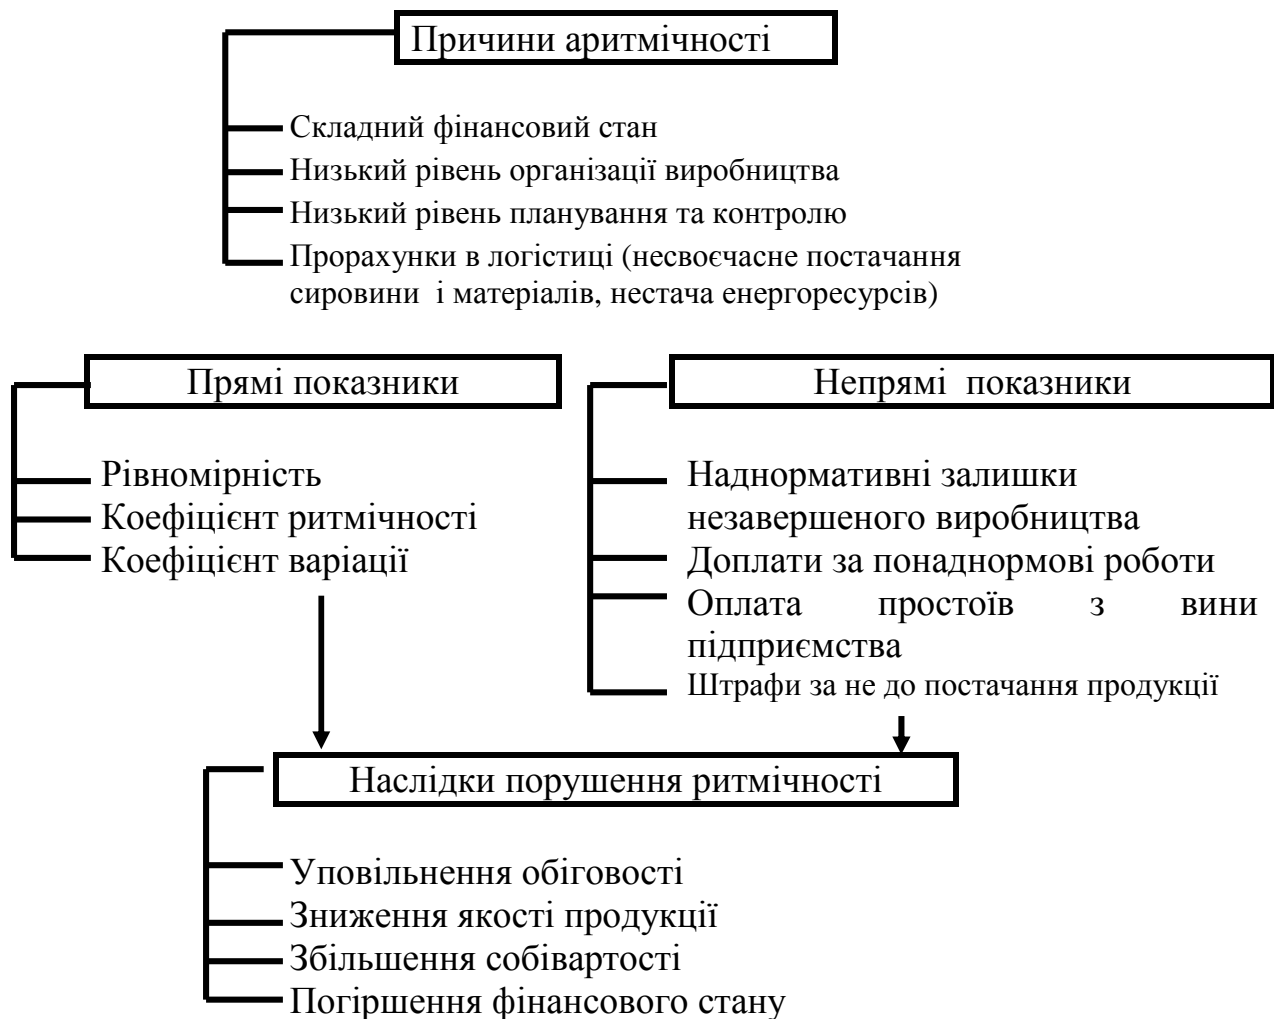 Причини аритмічності
Складний фінансовий стан
Низький рівень організації виробництва
Низький рівень планування та контролю
Прорахунки в логістиці (несвоєчасне постачання
сировини і матеріалів, нестача енергоресурсів)
Прямі показники
Рівномірність
Коефіцієнт ритмічності
Коефіцієнт варіації
Непрямі показники
Наднормативні залишки
незавершеного виробництва
Доплати за понаднормові роботи
Оплата простоїв з вини
підприємства
Штрафи за не до постачання продукції
Наслідки порушення ритмічності
Уповільнення обіговості
Зниження якості продукції
Збільшення собівартості
Погіршення фінансового стану